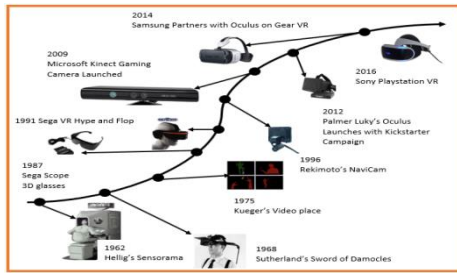 2014
Samsung Partners with Oculus on Gear VR
2009
Microsoft Kinect Gaming
Camera Launched
2016
Sony Playstation VR
1991 Sega VR Hype and Flop
2012
Palmer Luky's Oculus
Launches with Kickstarter
Campaign
1987
Sega Scope
3D glasses
1996
Rekimoto's NaviCam
1975
Kueger's Video place
1962
Hellig's Sensorama
1968
Sutherland's Sword of Damocles